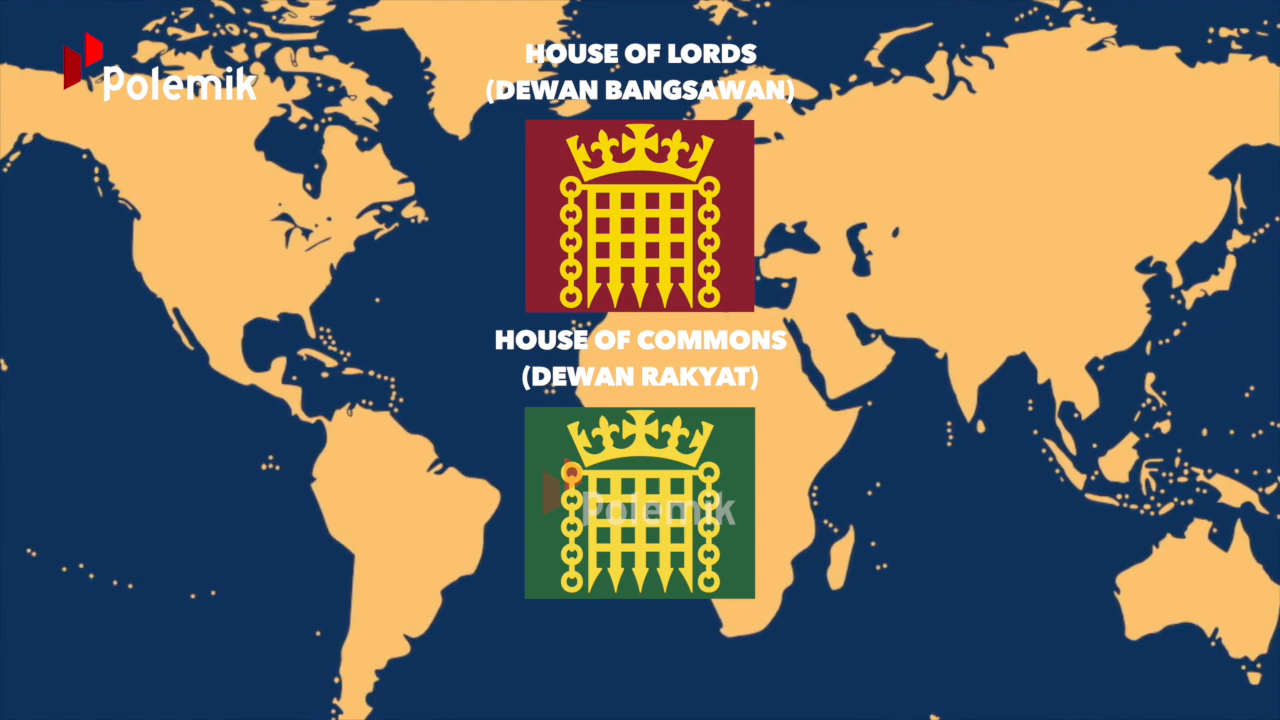 Polemik
HOUSE OF LORDS
(DEWAN BANGSAWAN)
HOUSE OF COMMONS
(DEWAN RAKYAT)
Polemik